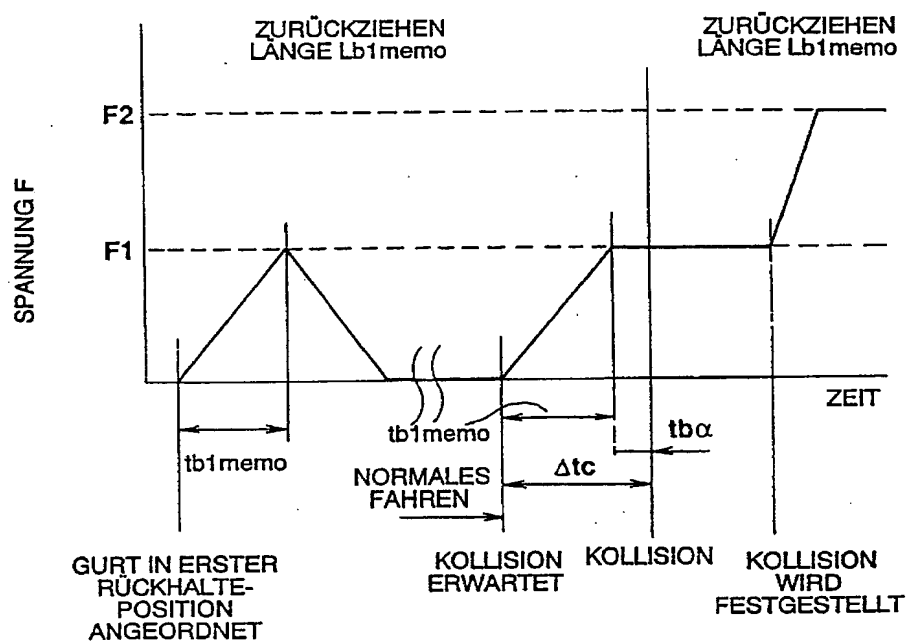 ZURÜCKZIEHEN
LÄNGE Lb1memo
ZURÜCKZIEHEN
LÄNGE Lb1memo
F2
SPANNUNG F
F1
ZEIT
tb1memo
tb1memo
tbα
Δtc
NORMALES
FAHREN
GURT IN ERSTER
RÜCKHALTE-
POSITION
ANGEORDNET
KOLLISION
ERWARTET
KOLLISION
KOLLISION
WIRD
FESTGESTELLT